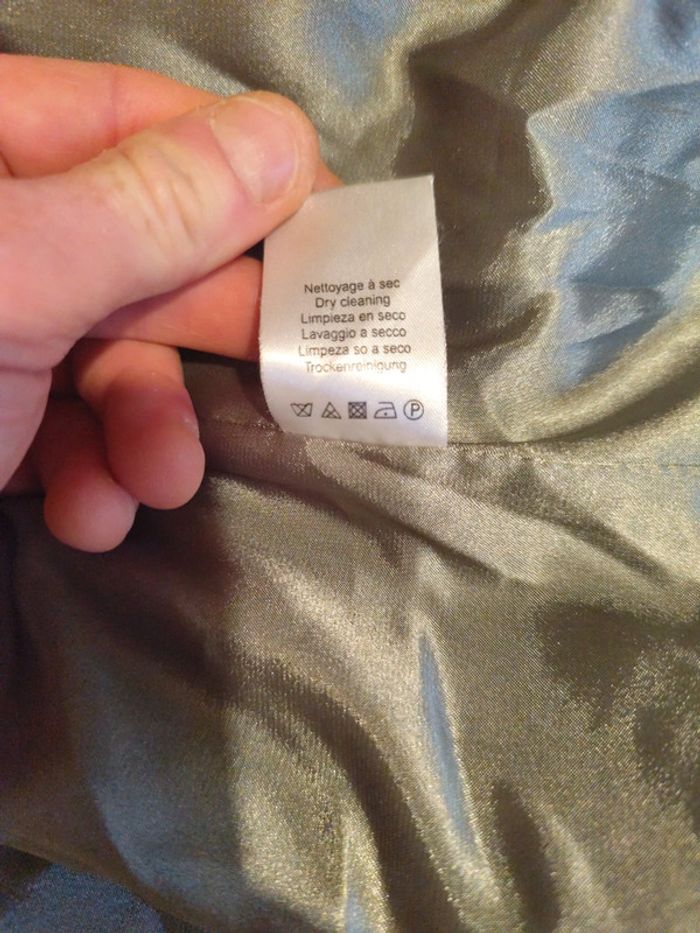 Nettoyage à sec
Dry cleaning
Limpieza en seco
Lavaggio a secco
Limpeza so a seco
Trockenreinigung
P